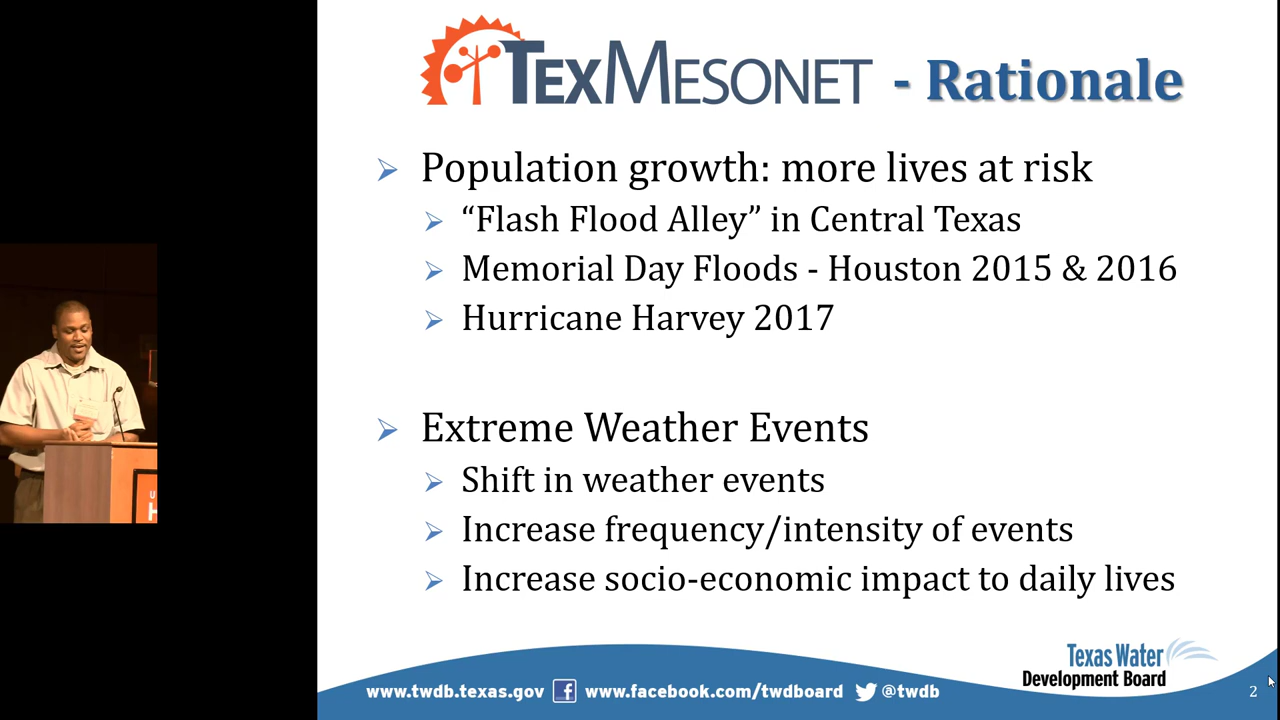 TEXMESONET - Rationale
Population growth: more lives at risk
“Flash Flood Alley” in Central Texas
Memorial Day Floods - Houston 2015 & 2016
Hurricane Harvey 2017
Extreme Weather Events
Shift in weather events
Increase frequency/intensity of events
Increase socio-economic impact to daily lives
Texas Water
Development Board
www.twdb.texas.gov f www.facebook.com/twdboard @twdb
2
U
H